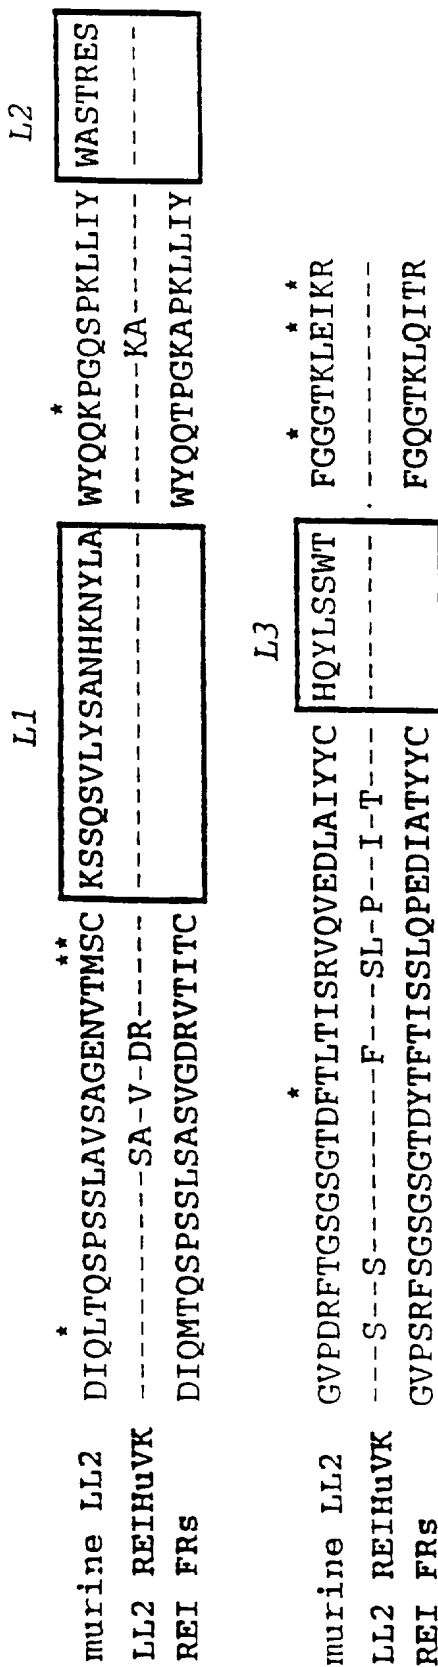 L1 L2
* ** *
murine LL2 DIQLTQSPSSLAVSAGENVTMSC KSSQSVLYSANHKNYLA WYQQKPGQSPKLLIY WASTRES
LL2 REIHuVK -----------SA-V-DR----- ----------------- -------KA------ -------
REI FRs DIQMTQSPSSLSASVGDRVTITC WYQQTPGKAPKLLIY
L3
* * * *
murine LL2 GVPDRFTGSGSGTDFTLTISRVQVEDLAIYYC HQYLSSWT FGGGTKLEIKR
LL2 REIHuVK ---S--S---------F---SL-P--I-T--- -------- .----------
REI FRs GVPSRFSGSGSGTDYTFTISSLQPEDIATYYC FGQGTKLQITR